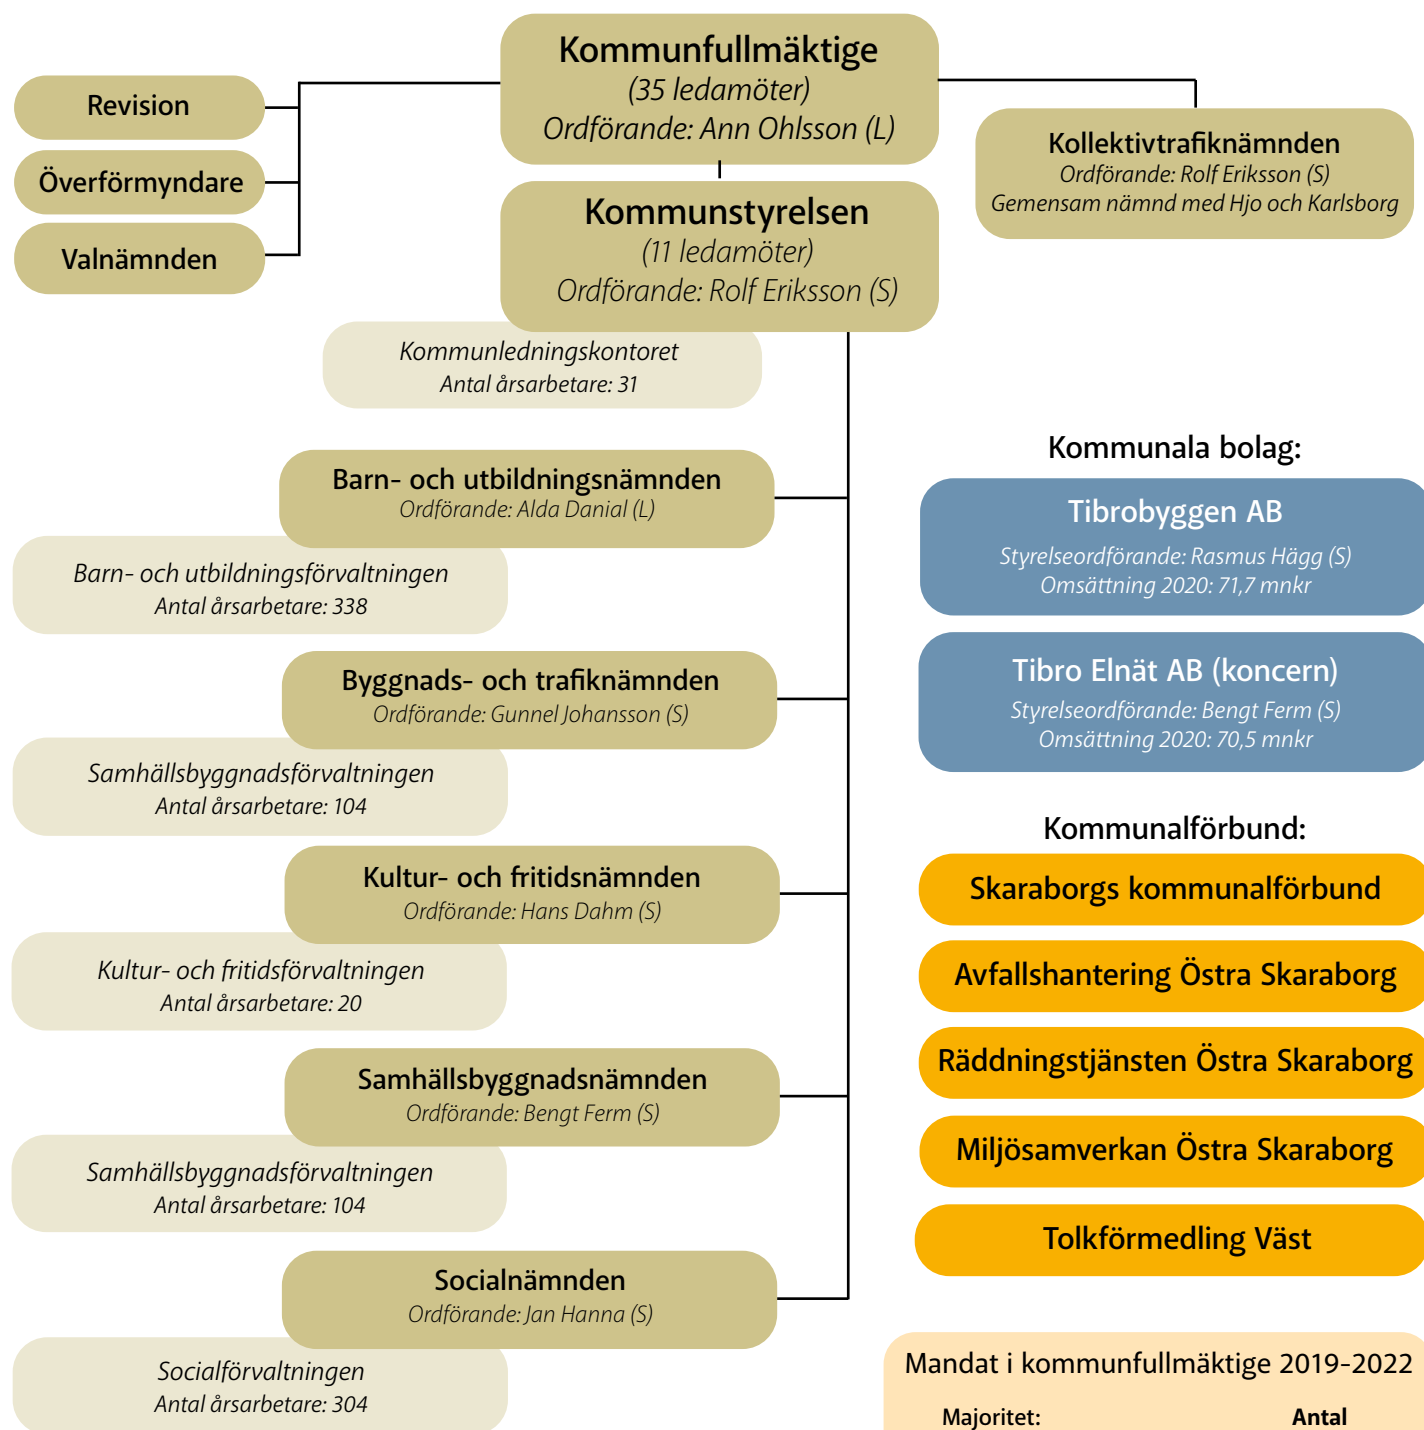 Kommunfullmäktige
(35 ledamöter)
Ordförande: Ann Ohlsson (L)
Revision
Överförmyndare
Valnämnden
Kollektivtrafiknämnden
Ordförande: Rolf Eriksson (S)
Gemensam nämnd med Hjo och Karlsborg
Kommunstyrelsen
(11 ledamöter)
Ordförande: Rolf Eriksson (S)
Kommunledningskontoret
Antal årsarbetare: 31
Barn- och utbildningsnämnden
Ordförande: Alda Danial (L)
Barn- och utbildningsförvaltningen
Antal årsarbetare: 338
Byggnads- och trafiknämnden
Ordförande: Gunnel Johansson (S)
Samhällsbyggnadsförvaltningen
Antal årsarbetare: 104
Kultur- och fritidsnämnden
Ordförande: Hans Dahm (S)
Kultur- och fritidsförvaltningen
Antal årsarbetare: 20
Samhällsbyggnadsnämnden
Ordförande: Bengt Ferm (S)
Samhällsbyggnadsförvaltningen
Antal årsarbetare: 104
Socialnämnden
Ordförande: Jan Hanna (S)
Socialförvaltningen
Antal årsarbetare: 304
Kommunala bolag:
Tibrobyggen AB
Styrelseordförande: Rasmus Hägg (S)
Omsättning 2020: 71,7 mnkr
Tibro Elnät AB (koncern)
Styrelseordförande: Bengt Ferm (S)
Omsättning 2020: 70,5 mnkr
Kommunalförbund:
Skaraborgs kommunalförbund
Avfallshantering Östra Skaraborg
Räddningstjänsten Östra Skaraborg
Miljösamverkan Östra Skaraborg
Tolkförmedling Väst
Mandat i kommunfullmäktige 2019-2022
Majoritet: Antal